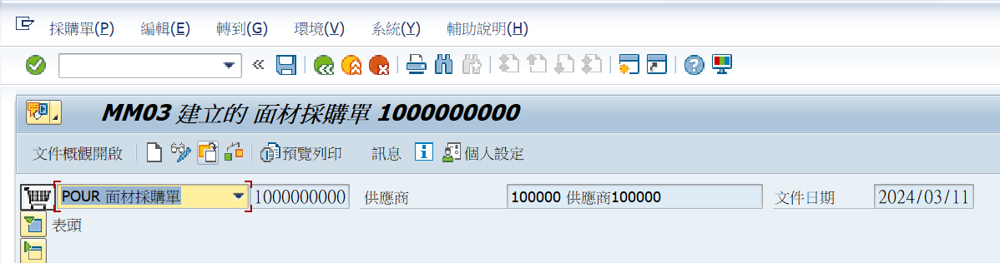 採購單(P) 編輯(E) 轉到(G) 環境(V) 系統(Y) 輔助說明(H)
MM03 建立的 面材採購單 1000000000
文件概觀開啟 預覽列印 訊息 個人設定
POUR 面材採購單 1000000000 供應商 100000 供應商100000 文件日期 2024/03/11
表頭